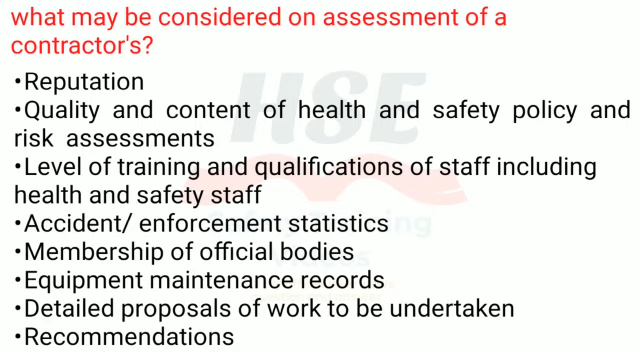 what may be considered on assessment of a
contractor's?
•Reputation
•Quality and content of health and safety policy and
risk assessments
•Level of training and qualifications of staff including
health and safety staff
•Accident/ enforcement statistics
•Membership of official bodies
•Equipment maintenance records
•Detailed proposals of work to be undertaken
•Recommendations
HSE